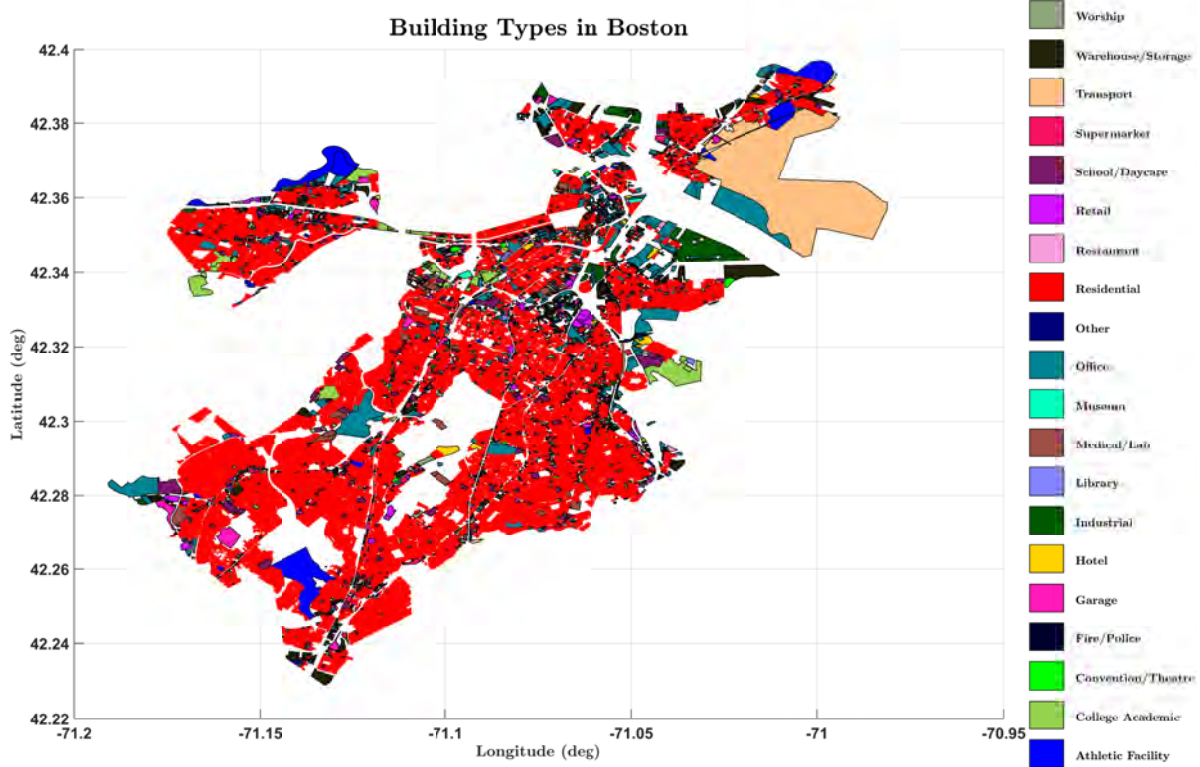 Building Types in Boston
42.4
42.38
42.36
42.34
42.32
42.3
42.28
42.26
42.24
42.22
Latitude (deg)
-71.2
-71.15
-71.1
-71.05
-71
-70.95
Longitude (deg)
Worship
Warehouse/Storage
Transport
Supermarket
School/Daycare
Retail
Restaurant
Residential
Other
Office
Museum
Medical/Lab
Library
Industrial
Hotel
Garage
Fire/Police
Convention/Theatre
College Academic
Athletic Facility